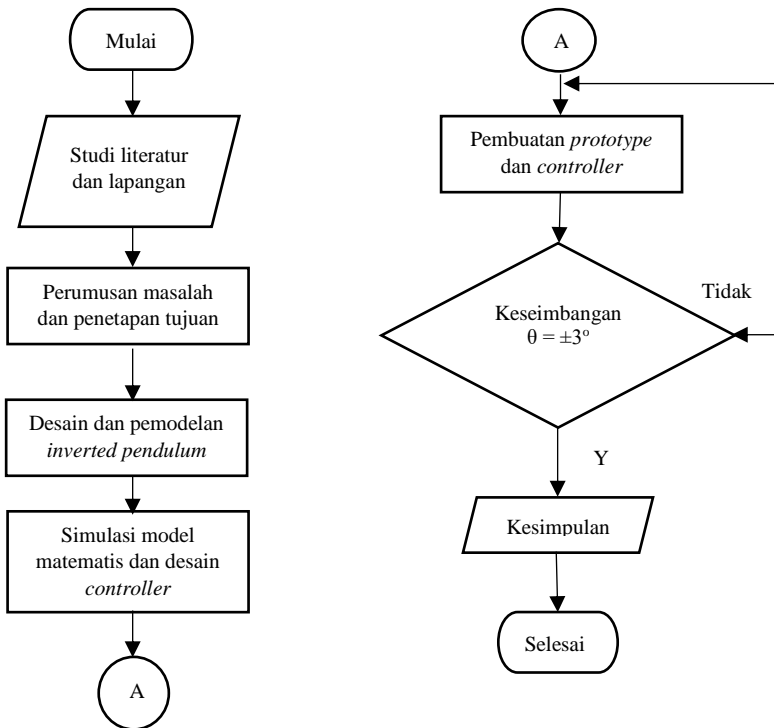 Mulai
Studi literatur
dan lapangan
Perumusan masalah
dan penetapan tujuan
Desain dan pemodelan
inverted pendulum
Simulasi model
matematis dan desain
controller
A
A
Pembuatan prototype
dan controller
Keseimbangan
θ = ±3°
Tidak
Y
Kesimpulan
Selesai